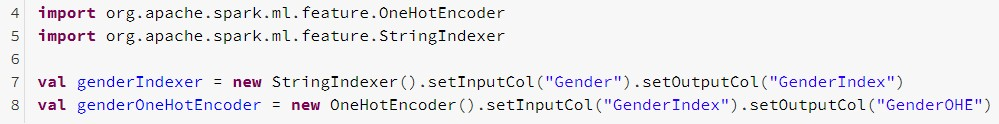 4 import org.apache.spark.ml.feature.OneHotEncoder
5 import org.apache.spark.ml.feature.StringIndexer
6
7 val genderIndexer = new StringIndexer().setInputCol("Gender").setOutputCol("GenderIndex")
8 val genderOneHotEncoder = new OneHotEncoder().setInputCol("GenderIndex").setOutputCol("GenderOHE")